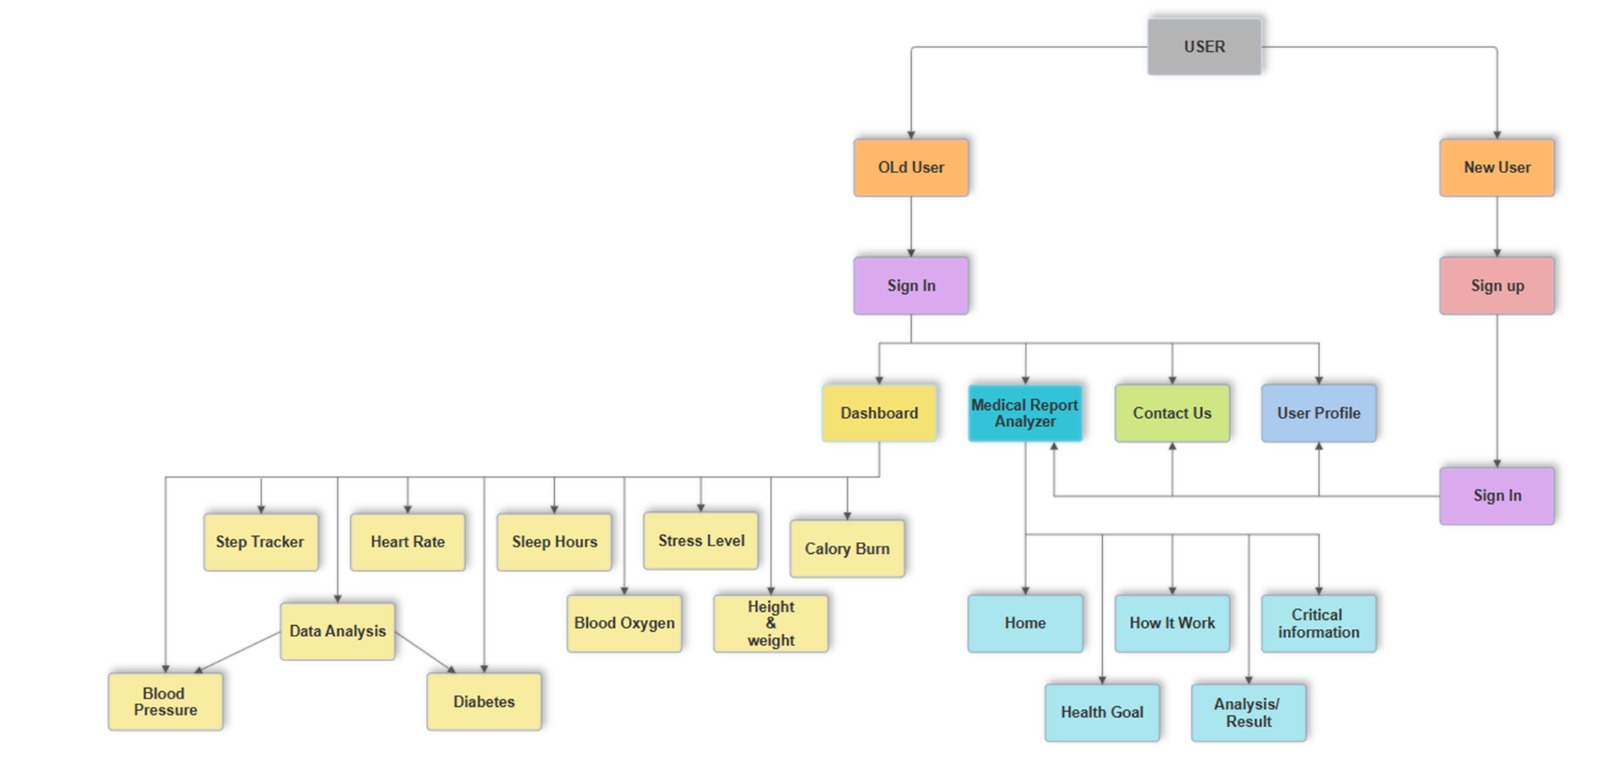 USER
OLd User
New User
Sign In
Sign up
Dashboard
Medical Report
Analyzer
Contact Us
User Profile
Sign In
Step Tracker
Heart Rate
Sleep Hours
Stress Level
Calory Burn
Data Analysis
Blood Oxygen
Height
&
weight
Home
How It Work
Critical
information
Blood
Pressure
Diabetes
Health Goal
Analysis/
Result